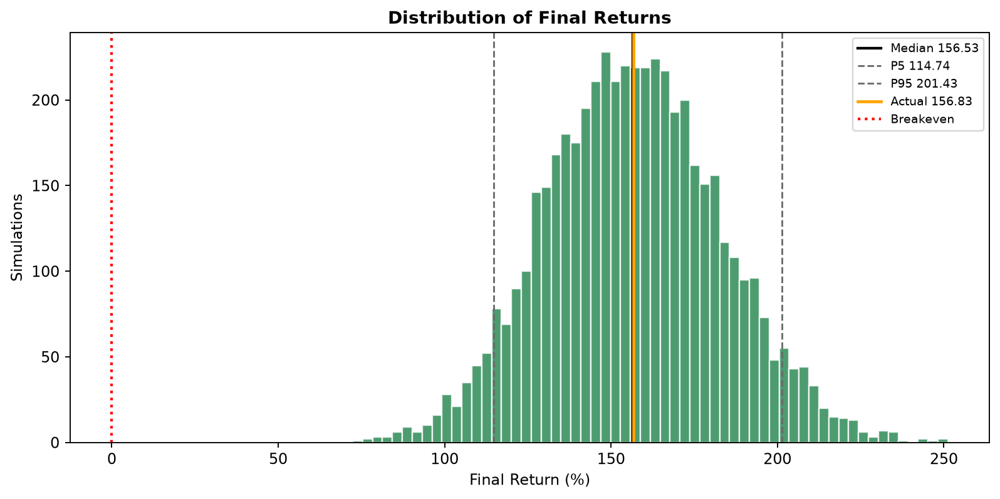 Distribution of Final Returns
Median 156.53
P5 114.74
P95 201.43
Actual 156.83
Breakeven
200
150
100
50
0
Simulations
0 50 100 150 200 250
Final Return (%)